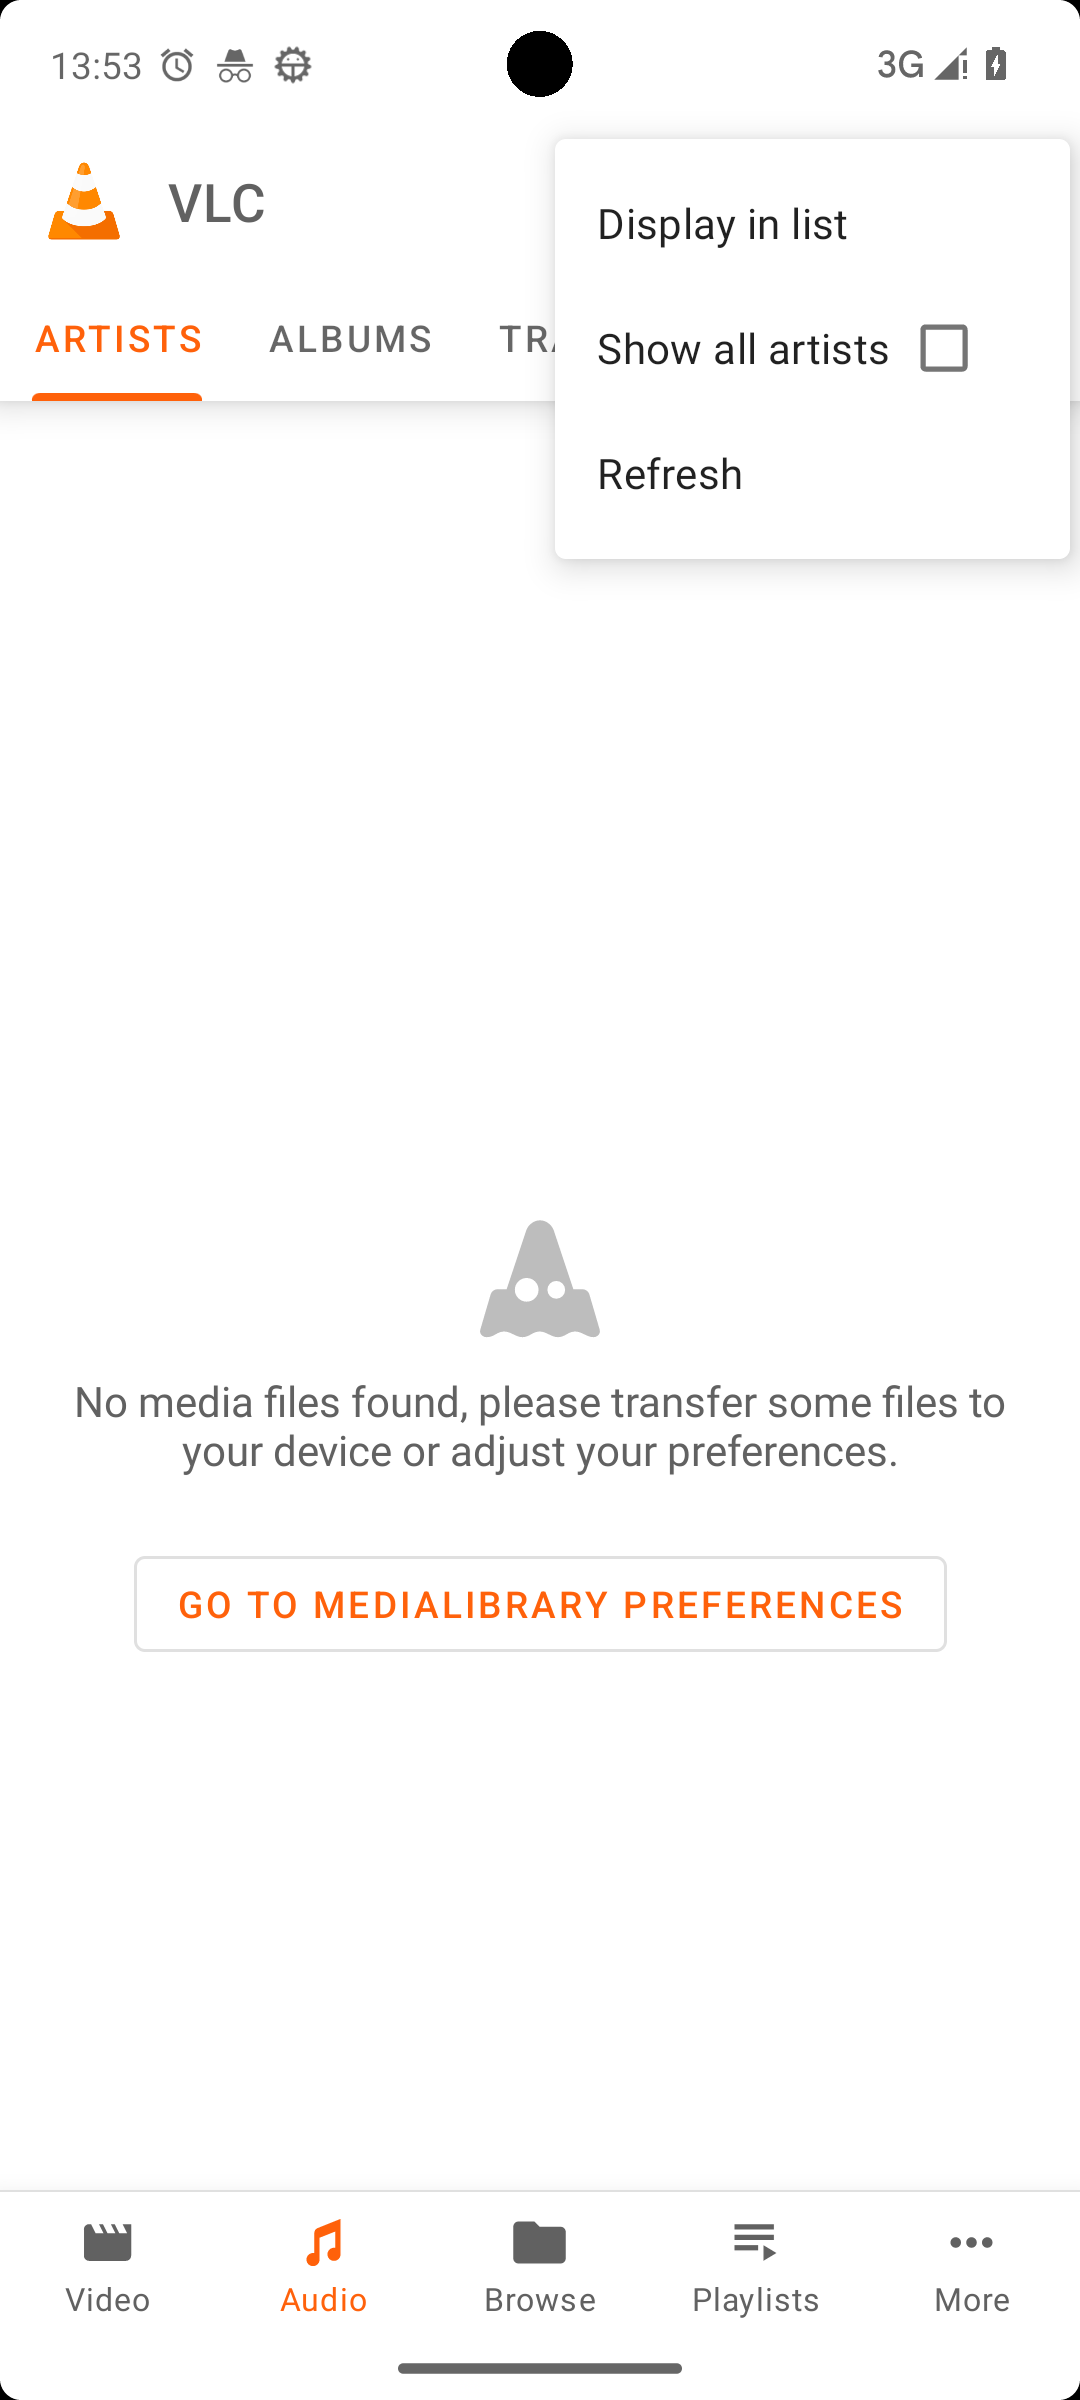 13:53
3G
VLC
Display in list
ARTISTS
ALBUMS
Show all artists
Refresh
No media files found, please transfer some files to
your device or adjust your preferences.
GO TO MEDIALIBRARY PREFERENCES
Video
Audio
Browse
Playlists
More